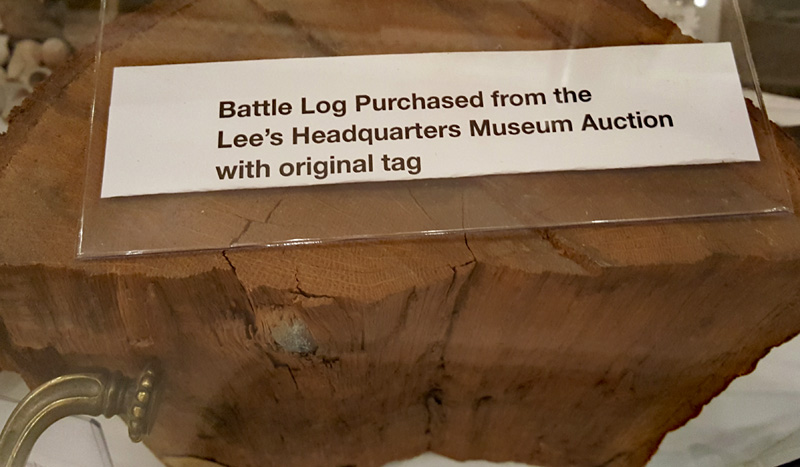 Battle Log Purchased from the
Lee's Headquarters Museum Auction
with original tag